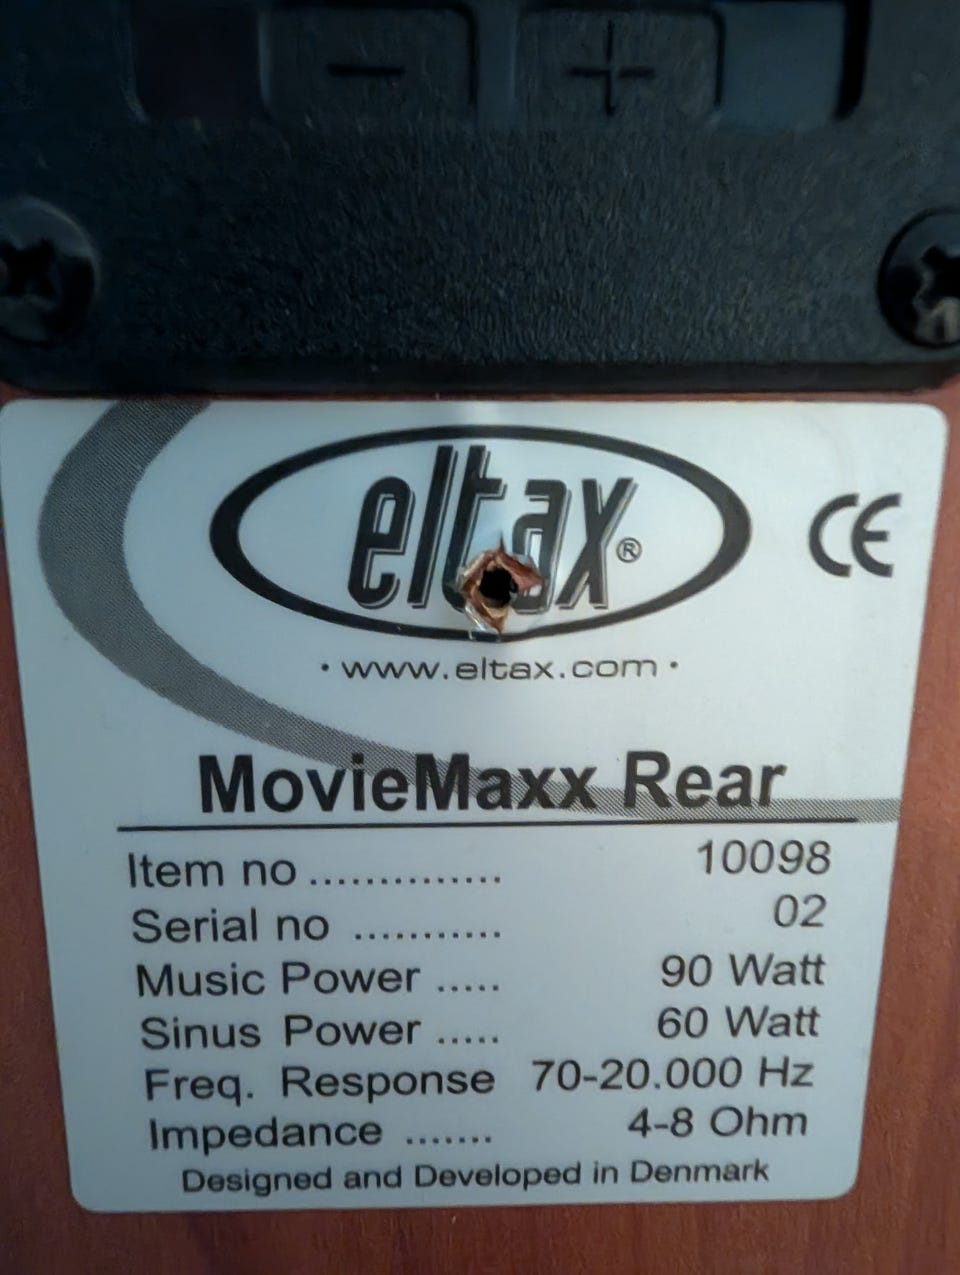 - +
eltax®
CE
• www.eltax.com •
MovieMaxx Rear
Item no .............. 10098
Serial no ........... 02
Music Power ..... 90 Watt
Sinus Power ..... 60 Watt
Freq. Response 70-20.000 Hz
Impedance ....... 4-8 Ohm
Designed and Developed in Denmark